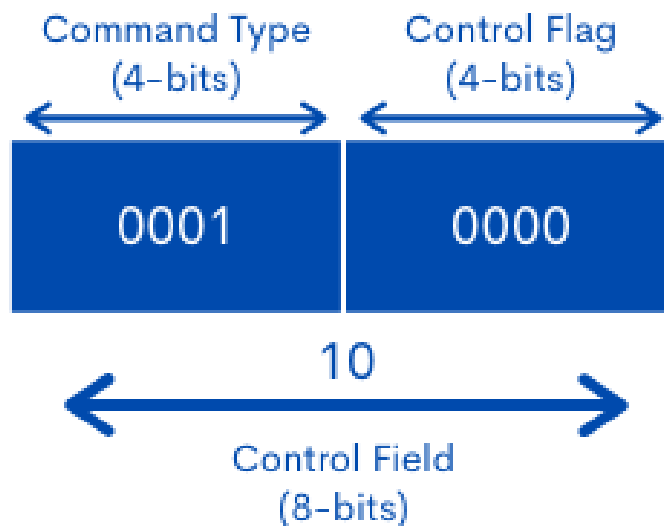 Command Type
(4-bits)
Control Flag
(4-bits)
0001
0000
10
Control Field
(8-bits)